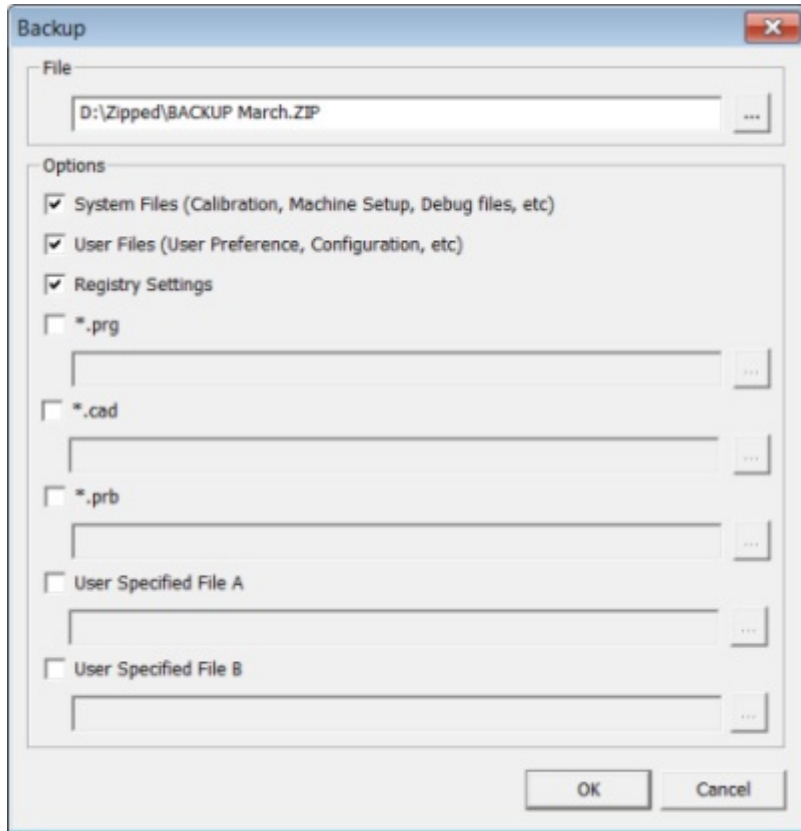 Backup
File
D:\Zipped\BACKUP March.ZIP
...
Options
System Files (Calibration, Machine Setup, Debug files, etc)
User Files (User Preference, Configuration, etc)
Registry Settings
*.prg
...
*.cad
...
*.prb
...
User Specified File A
...
User Specified File B
...
OK Cancel